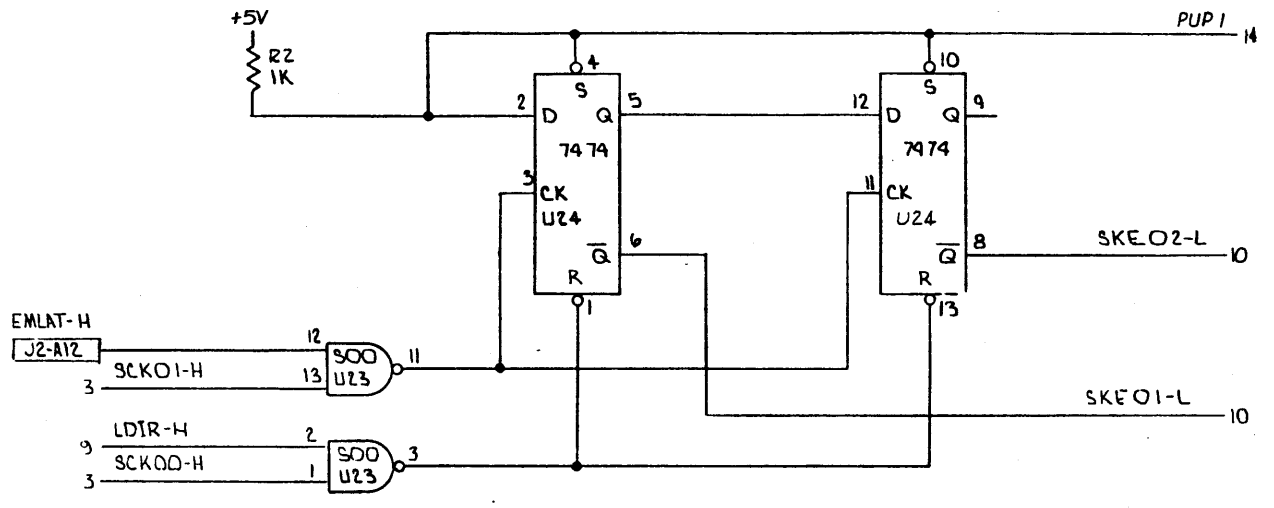 +5V
PUP 1
14
R2
1K
4
10
S
S
2
D
Q
5
12
D
Q
9
7474
7474
3
CK
11
CK
U24
U24
6
Q
8
SKE02-L
10
Q
R
R
1
13
EMLAT-H
J2-A12
12
S00
11
SCK01-H
3
13
U23
SKE01-L
10
LDIR-H
9
2
S00
3
SCK00-H
3
1
U23